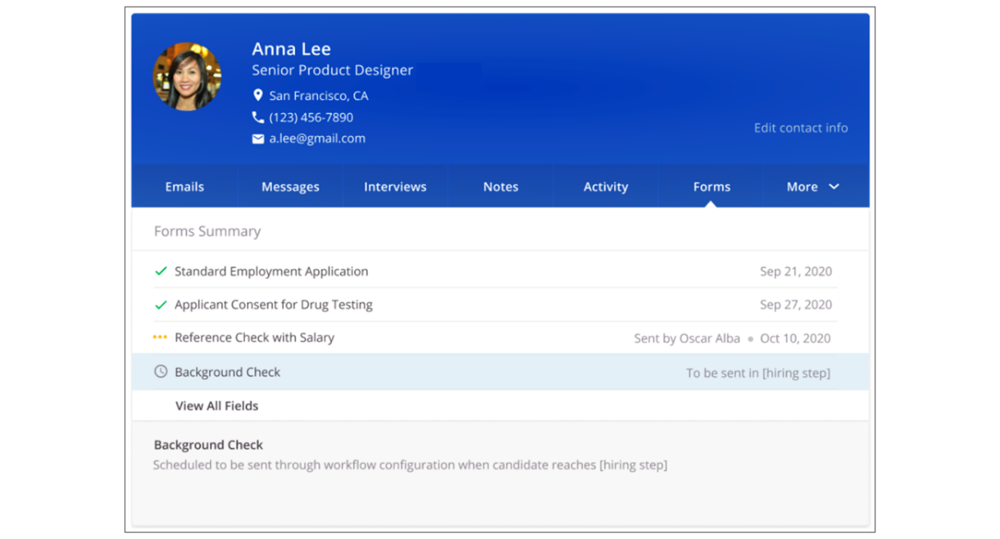 Anna Lee
Senior Product Designer
San Francisco, CA
(123) 456-7890
a.lee@gmail.com
Edit contact info
Emails Messages Interviews Notes Activity Forms More
Forms Summary
Standard Employment Application Sep 21, 2020
Applicant Consent for Drug Testing Sep 27, 2020
Reference Check with Salary Sent by Oscar Alba • Oct 10, 2020
Background Check To be sent in [hiring step]
View All Fields
Background Check
Scheduled to be sent through workflow configuration when candidate reaches [hiring step]